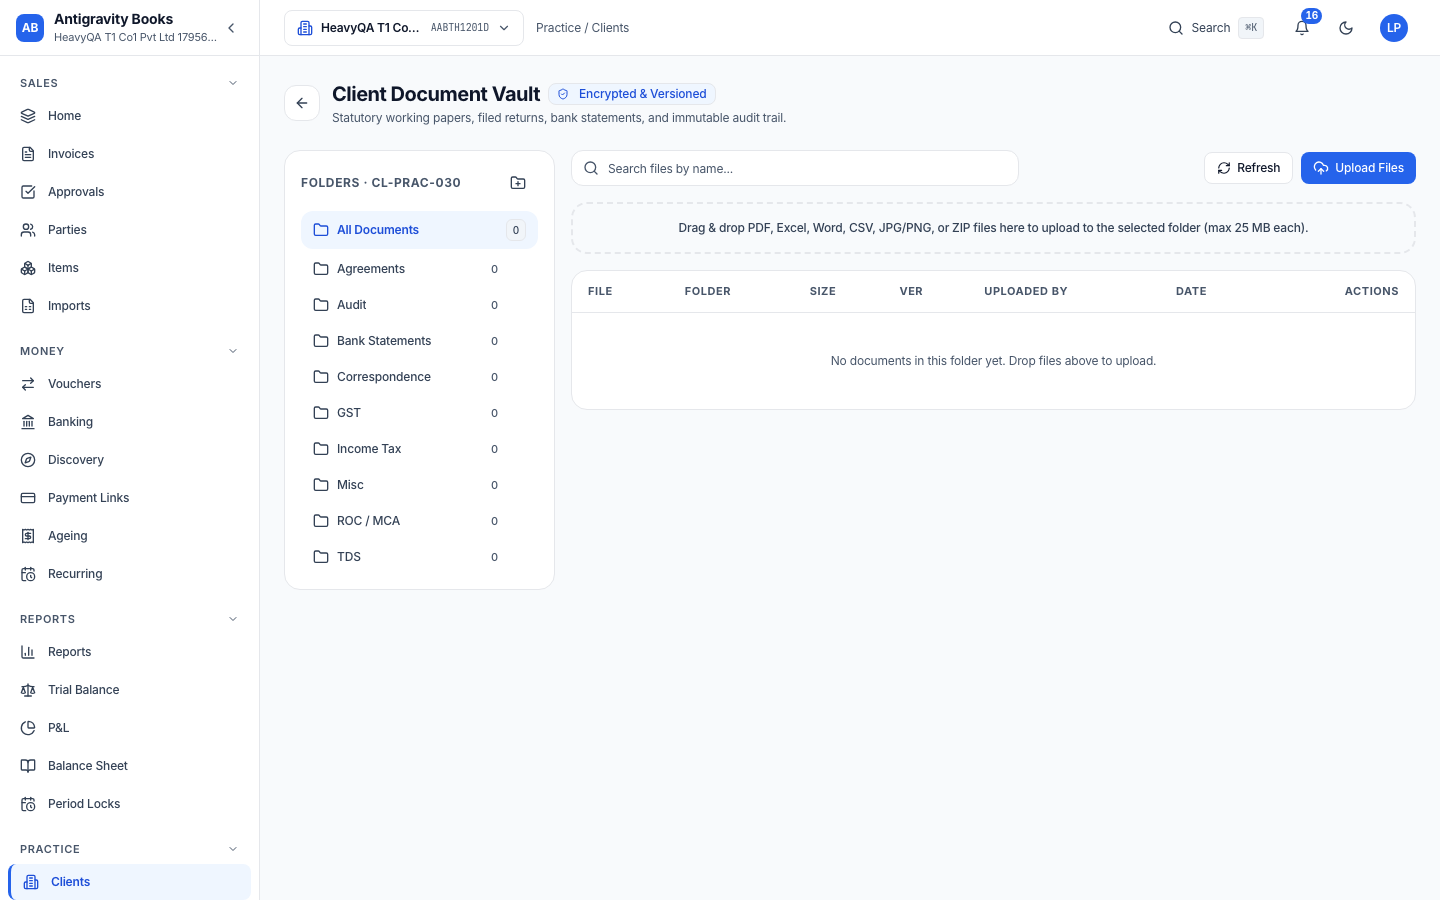 AB
Antigravity Books
HeavyQA T1 Co1 Pvt Ltd 17956...
SALES
Home
Invoices
Approvals
Parties
Items
Imports
MONEY
Vouchers
Banking
Discovery
Payment Links
Ageing
Recurring
REPORTS
Reports
Trial Balance
P&L
Balance Sheet
Period Locks
PRACTICE
Clients
HeavyQA T1 Co... AABTH1201D
Practice / Clients
Search ⌘K
16
LP
Client Document Vault
Encrypted & Versioned
Statutory working papers, filed returns, bank statements, and immutable audit trail.
FOLDERS · CL-PRAC-030
All Documents 0
Agreements 0
Audit 0
Bank Statements 0
Correspondence 0
GST 0
Income Tax 0
Misc 0
ROC / MCA 0
TDS 0
Search files by name...
Refresh
Upload Files
Drag & drop PDF, Excel, Word, CSV, JPG/PNG, or ZIP files here to upload to the selected folder (max 25 MB each).
FILE FOLDER SIZE VER UPLOADED BY DATE ACTIONS
No documents in this folder yet. Drop files above to upload.